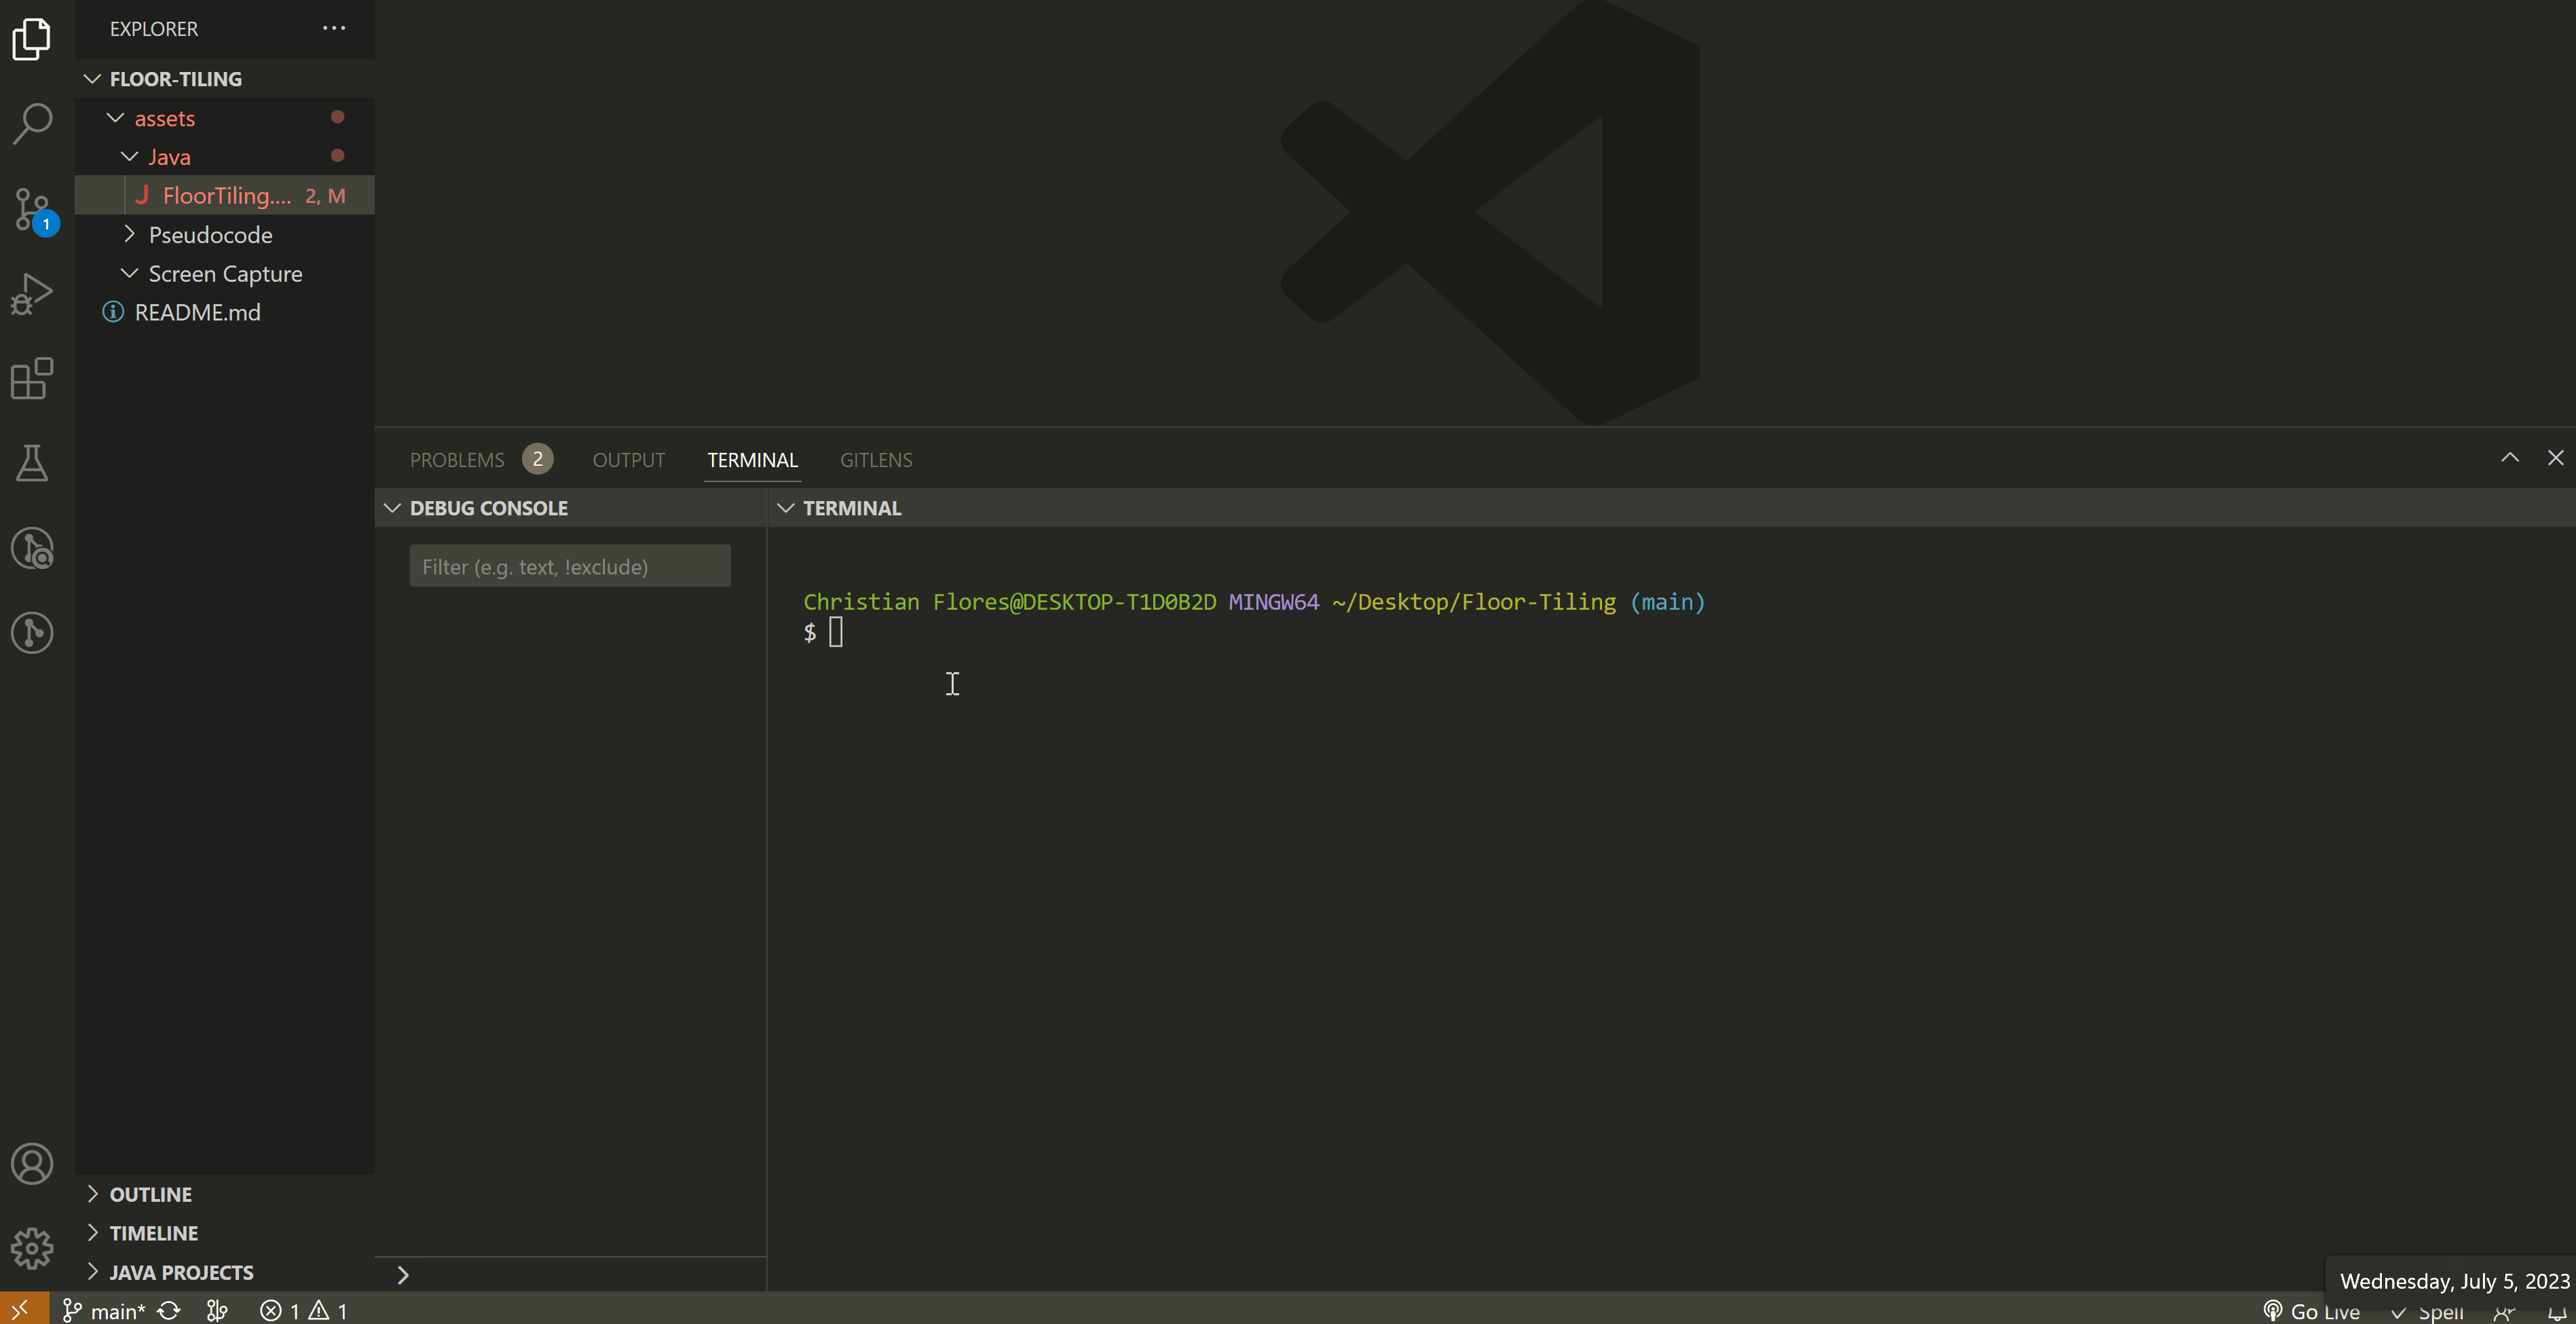 EXPLORER
FLOOR-TILING
assets
Java
FloorTiling.... 2, M
Pseudocode
Screen Capture
README.md
1
PROBLEMS 2 OUTPUT TERMINAL GITLENS
DEBUG CONSOLE
Filter (e.g. text, !exclude)
TERMINAL
Christian Flores@DESKTOP-T1D0B2D MINGW64 ~/Desktop/Floor-Tiling (main)
$
OUTLINE
TIMELINE
JAVA PROJECTS
Wednesday, July 5, 2023
main* 1 1 Go Live Spell